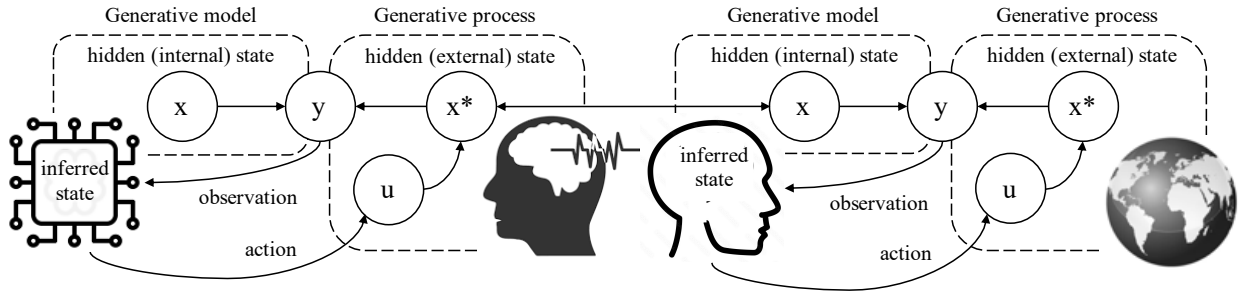 Generative model
Generative process
Generative model
Generative process
hidden (internal) state
hidden (external) state
hidden (internal) state
hidden (external) state
x
y
x*
x
y
x*
inferred
state
u
observation
action
inferred
state
u
observation
action